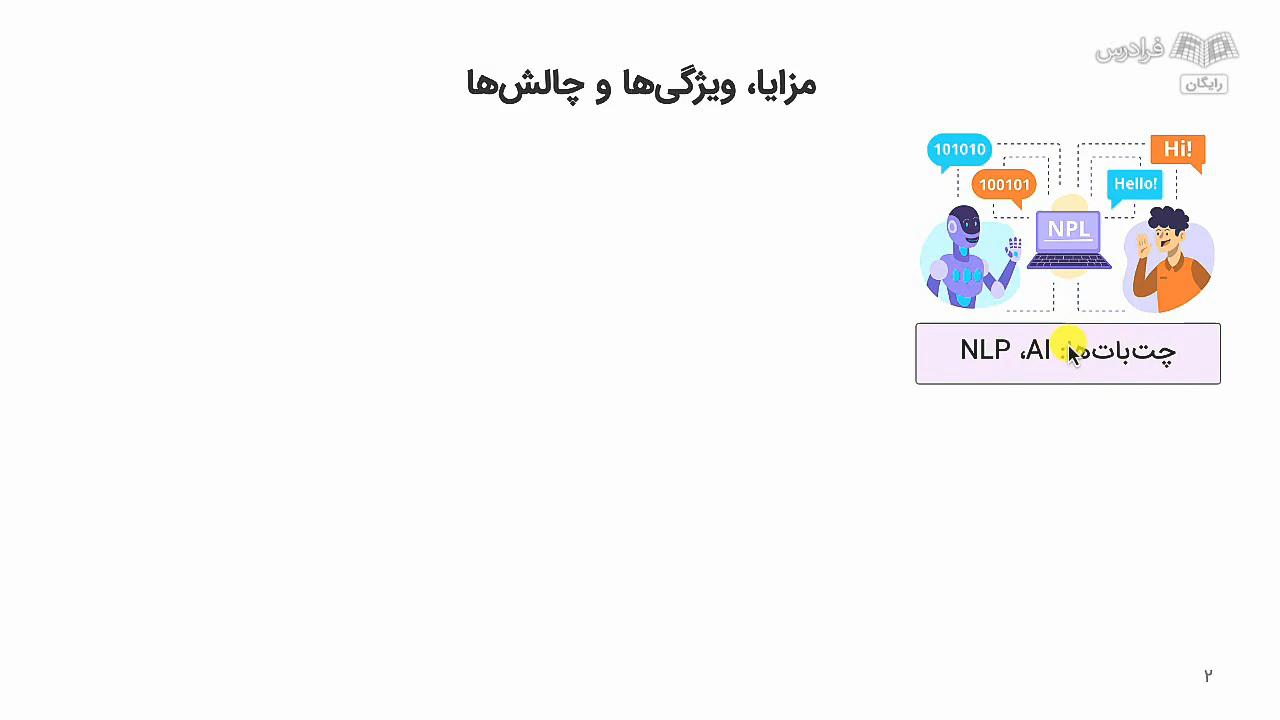 فرادرس
رایگان
مزایا، ویژگی‌ها و چالش‌ها
101010
Hi!
100101
Hello!
NPL
چت‌بات‌ها: NLP ،AI
۲